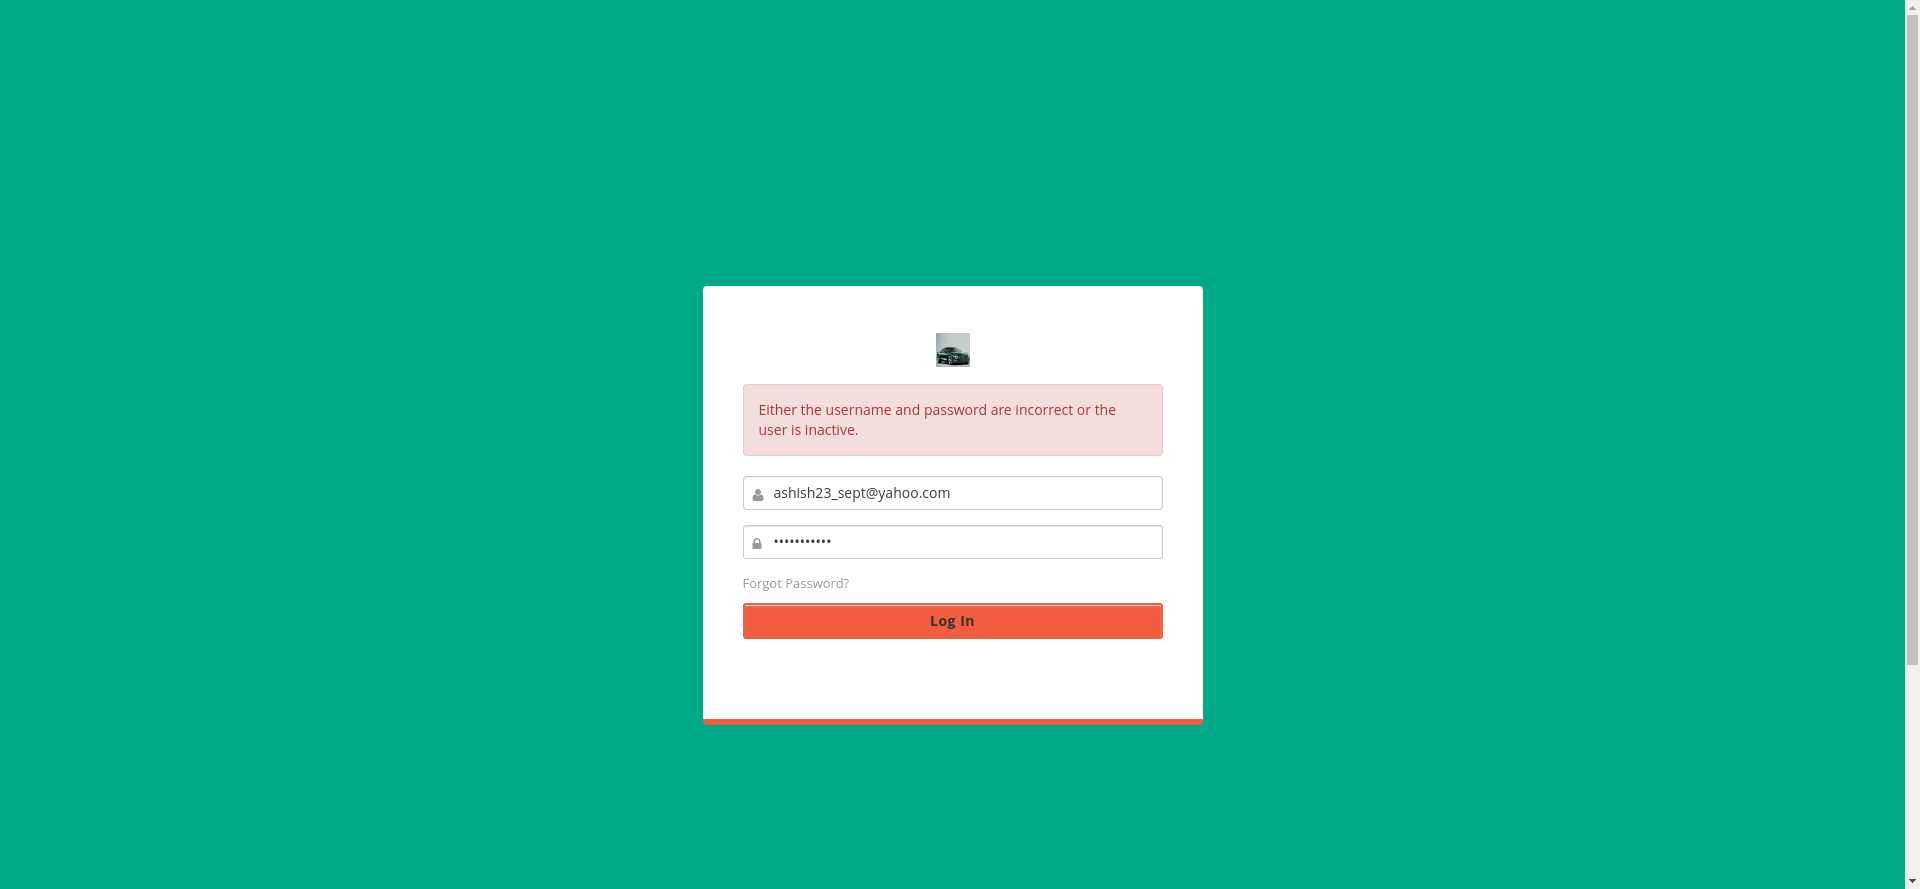 Either the username and password are incorrect or the
user is inactive.
ashish23_sept@yahoo.com
•••••••••••
Forgot Password?
Log In